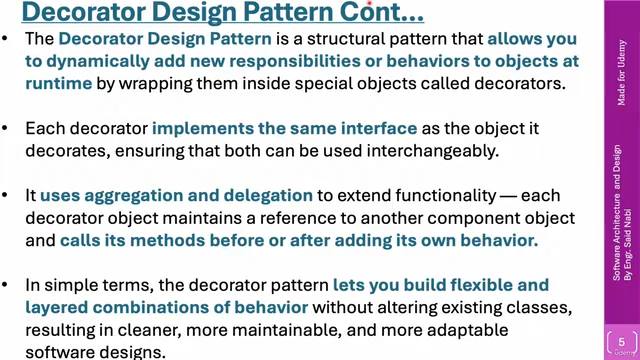 Decorator Design Pattern Cont...
• The Decorator Design Pattern is a structural pattern that allows you
to dynamically add new responsibilities or behaviors to objects at
runtime by wrapping them inside special objects called decorators.
• Each decorator implements the same interface as the object it
decorates, ensuring that both can be used interchangeably.
• It uses aggregation and delegation to extend functionality — each
decorator object maintains a reference to another component object
and calls its methods before or after adding its own behavior.
• In simple terms, the decorator pattern lets you build flexible and
layered combinations of behavior without altering existing classes,
resulting in cleaner, more maintainable, and more adaptable
software designs.
Made for Udemy
Software Architecture and Design
By Engr. Said Nabi
5
Udemy